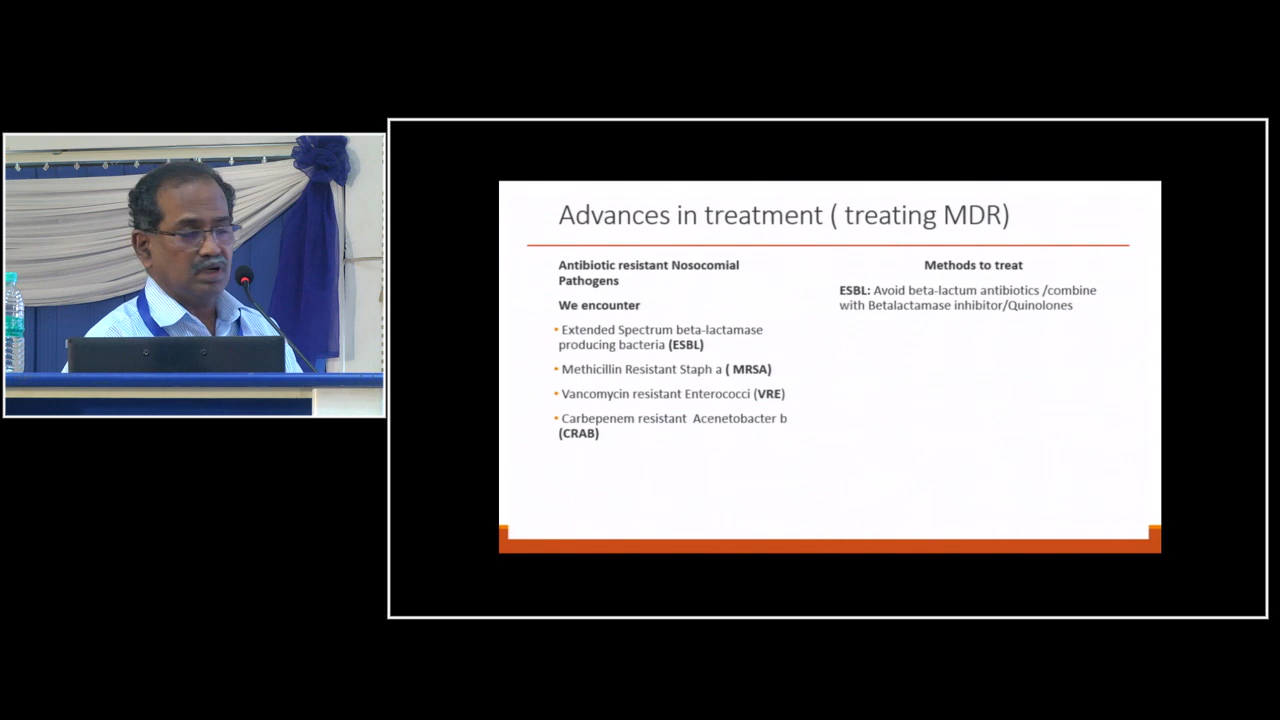 Advances in treatment ( treating MDR)
Antibiotic resistant Nosocomial
Pathogens
We encounter
• Extended Spectrum beta-lactamase
producing bacteria (ESBL)
• Methicillin Resistant Staph a ( MRSA)
• Vancomycin resistant Enterococci (VRE)
• Carbepenem resistant Acenetobacter b
(CRAB)
Methods to treat
ESBL: Avoid beta-lactum antibiotics /combine
with Betalactamase inhibitor/Quinolones